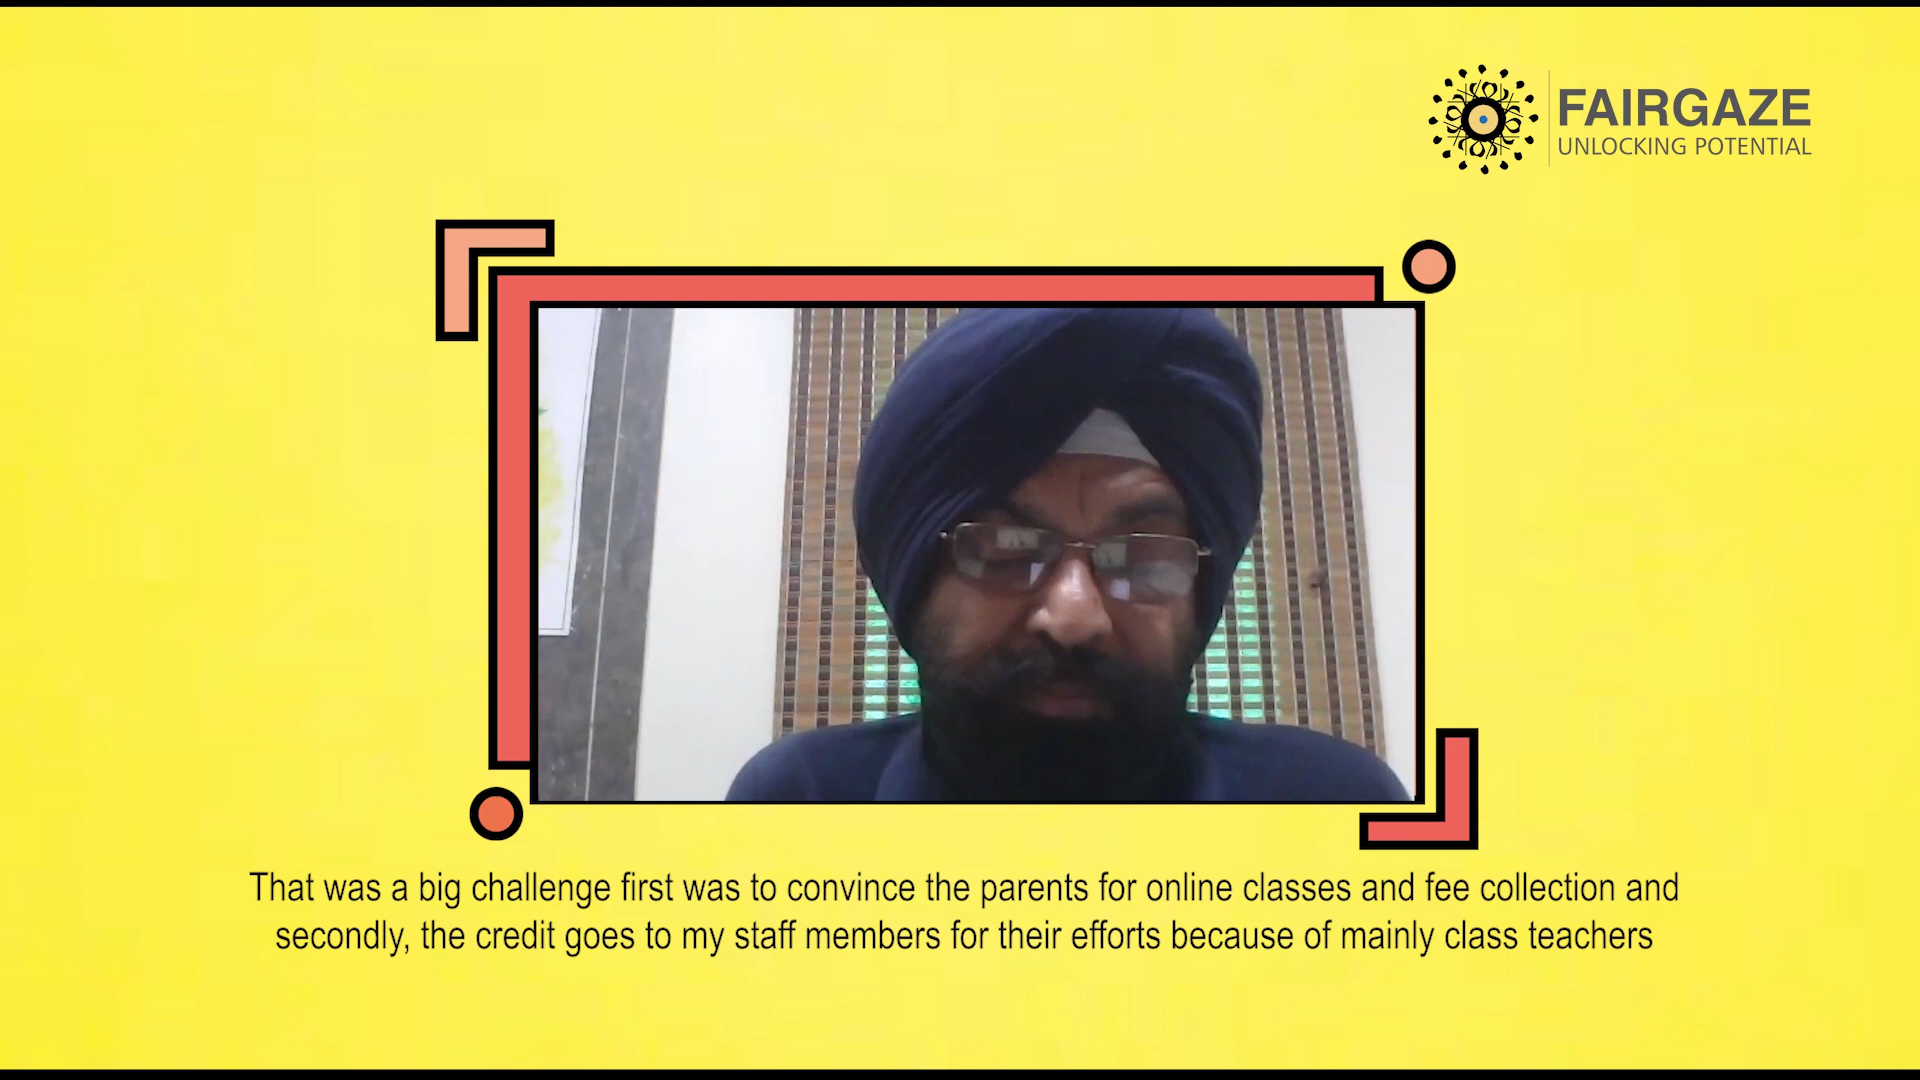 FAIRGAZE
UNLOCKING POTENTIAL
That was a big challenge first was to convince the parents for online classes and fee collection and
secondly, the credit goes to my staff members for their efforts because of mainly class teachers